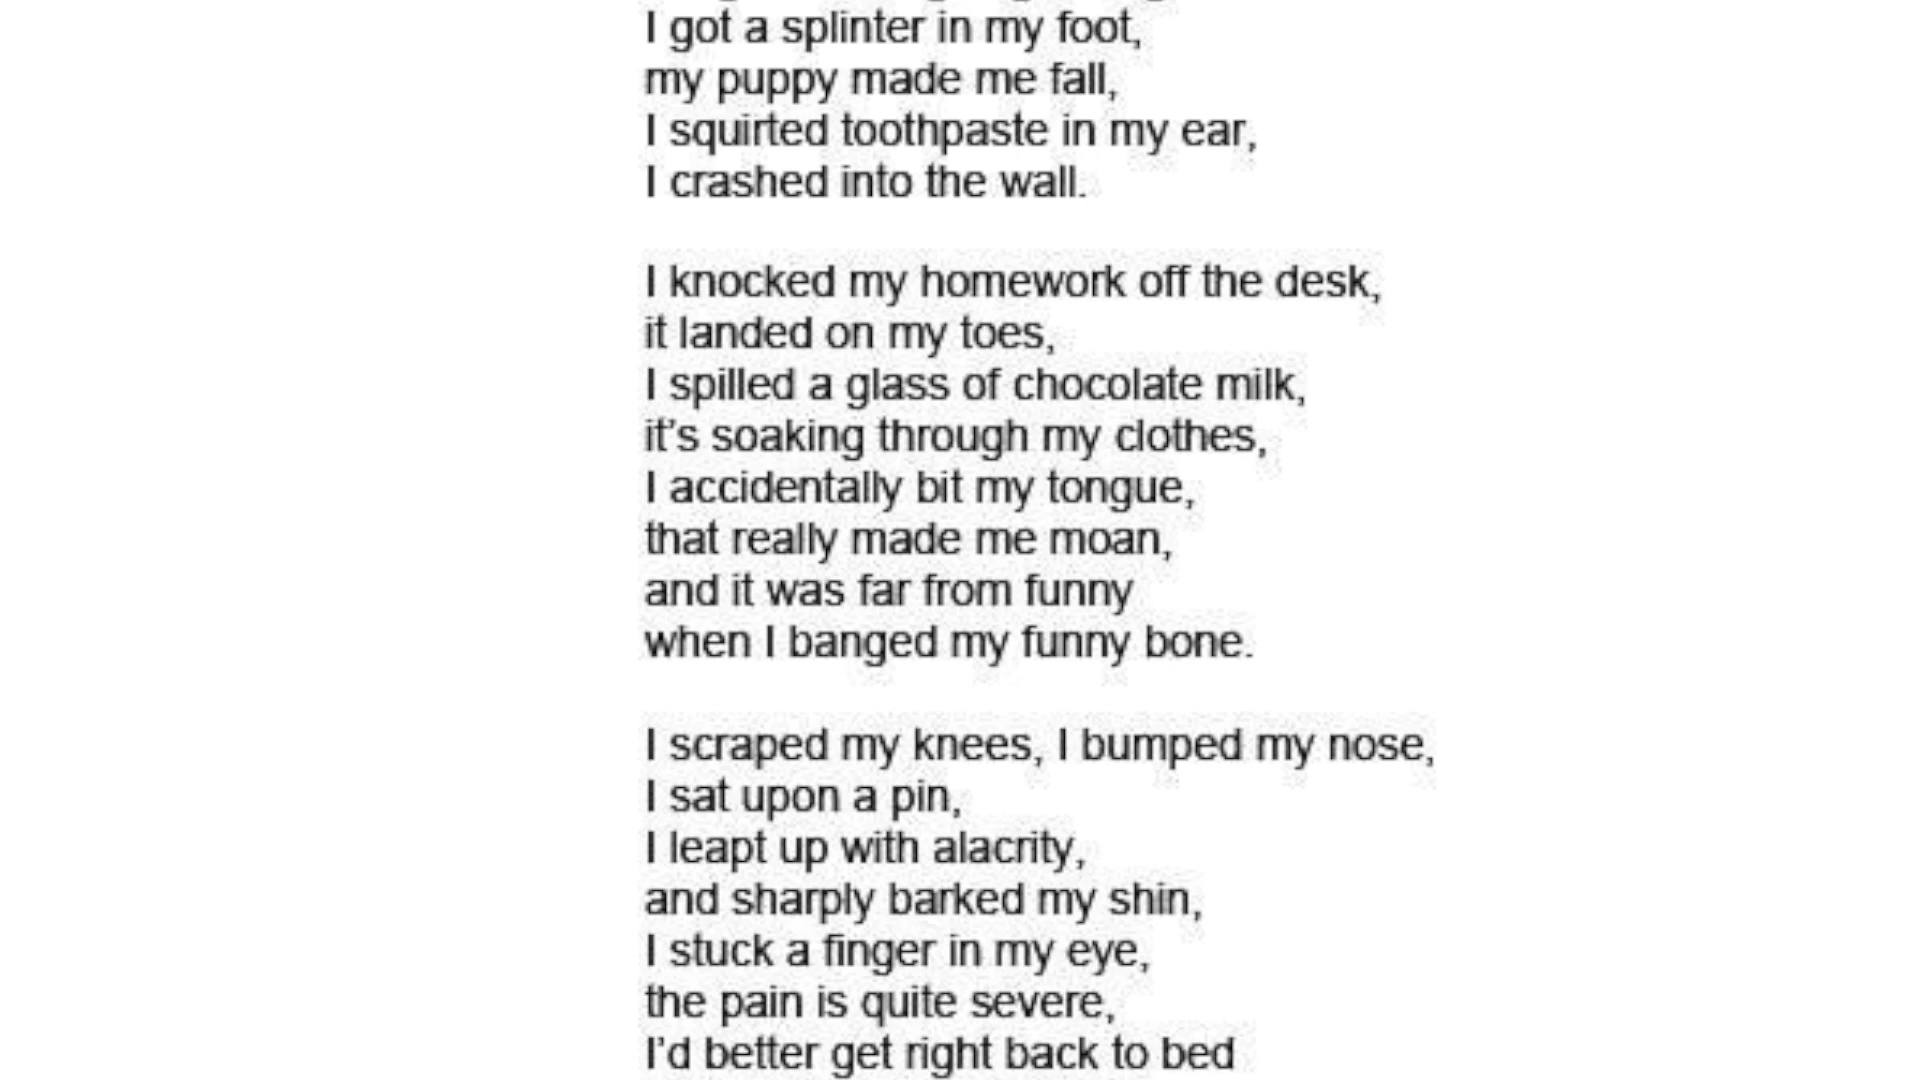 I got a splinter in my foot,
my puppy made me fall,
I squirted toothpaste in my ear,
I crashed into the wall.
I knocked my homework off the desk,
it landed on my toes,
I spilled a glass of chocolate milk,
it's soaking through my clothes,
I accidentally bit my tongue,
that really made me moan,
and it was far from funny
when I banged my funny bone.
I scraped my knees, I bumped my nose,
I sat upon a pin,
I leapt up with alacrity,
and sharply barked my shin,
I stuck a finger in my eye,
the pain is quite severe,
I'd better get right back to bed